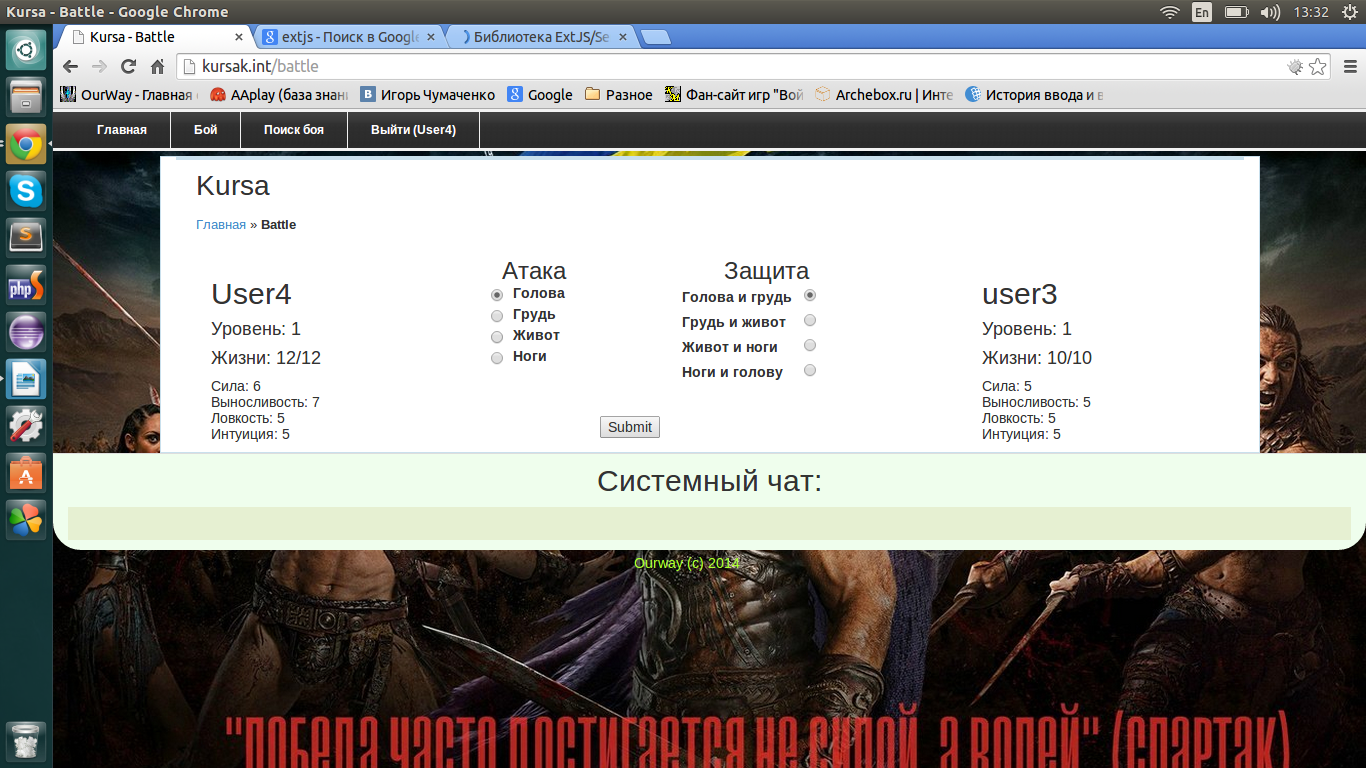 Kursa - Battle - Google Chrome
En
13:32
Kursa - Battle
extjs - Поиск в Google
Библиотека ExtJS/Se
kursak.int/battle
OurWay - Главная
AAplay (база знани
Игорь Чумаченко
Google
Разное
Фан-сайт игр "Вой
Archebox.ru | Инте
История ввода и в
Главная
Бой
Поиск боя
Выйти (User4)
Kursa
Главная » Battle
User4
Уровень: 1
Жизни: 12/12
Сила: 6
Выносливость: 7
Ловкость: 5
Интуиция: 5
Атака
Голова
Грудь
Живот
Ноги
Защита
Голова и грудь
Грудь и живот
Живот и ноги
Ноги и голову
Submit
user3
Уровень: 1
Жизни: 10/10
Сила: 5
Выносливость: 5
Ловкость: 5
Интуиция: 5
Системный чат:
Ourway (c) 2014
"победа часто достигается не силой, а волей" (спартак)
php